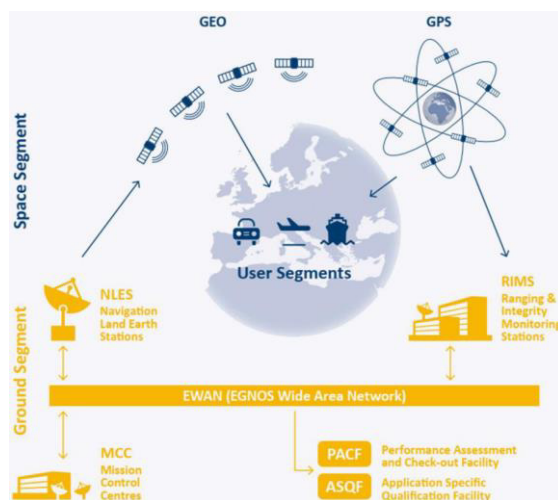 GEO
GPS
Space Segment
User Segments
NLES
Navigation
Land Earth
Stations
RIMS
Ranging &
Integrity
Monitoring
Stations
Ground Segment
EWAN (EGNOS Wide Area Network)
MCC
Mission
Control
Centres
PACF
Performance Assessment
and Check-out Facility
ASQF
Application Specific
Qualification Facility